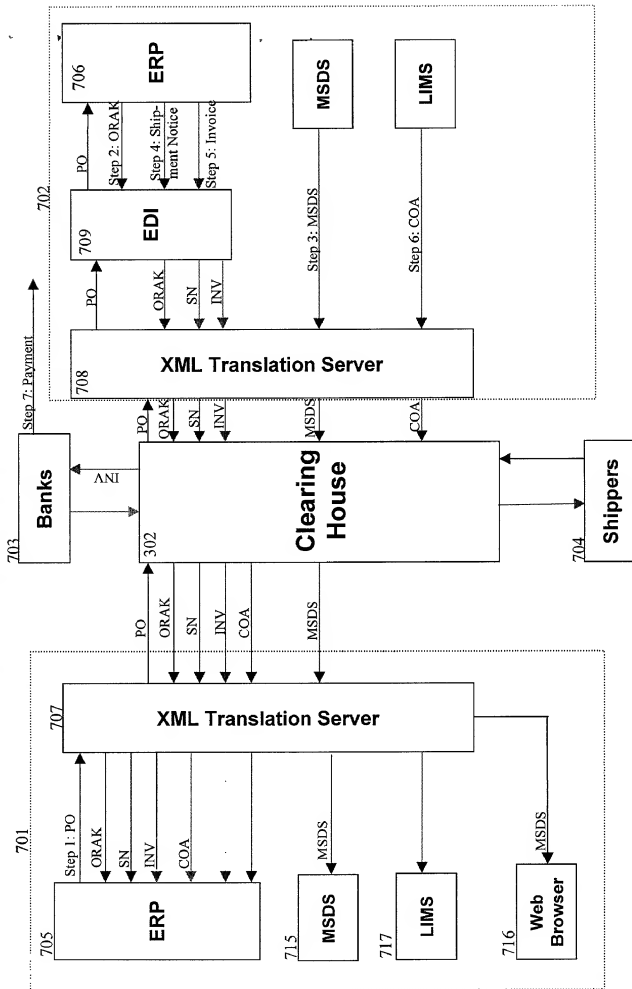 702
706
ERP
PO
Step 2: ORAK
Step 4: Ship-
ment Notice
Step 5: Invoice
709
EDI
PO
ORAK
SN
INV
MSDS
Step 3: MSDS
LIMS
Step 6: COA
708
XML Translation Server
Step 7: Payment
703
Banks
INV
PO
ORAK
SN
INV
MSDS
COA
302
Clearing
House
704
Shippers
PO
ORAK
SN
INV
COA
MSDS
701
707
XML Translation Server
Step 1: PO
ORAK
SN
INV
COA
705
ERP
MSDS
715
MSDS
717
LIMS
MSDS
716
Web
Browser